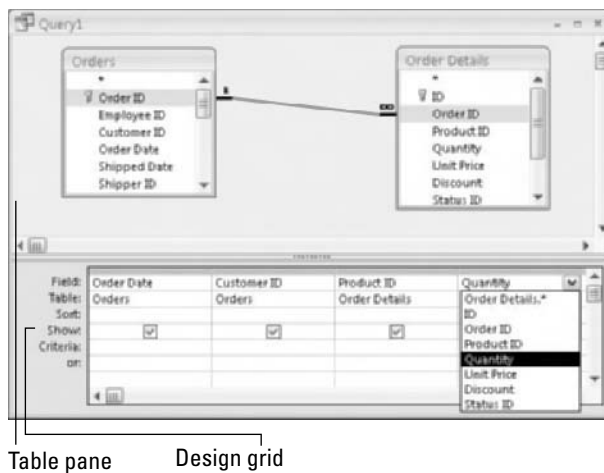 Query1
Orders
*
Order ID
Employee ID
Customer ID
Order Date
Shipped Date
Shipper ID
1
∞
Order Details
*
ID
Order ID
Product ID
Quantity
Unit Price
Discount
Status ID
Field: Order Date Customer ID Product ID Quantity
Table: Orders Orders Order Details
Sort:
Show:
Criteria:
or:
Order Details.*
ID
Order ID
Product ID
Quantity
Unit Price
Discount
Status ID
Table pane Design grid